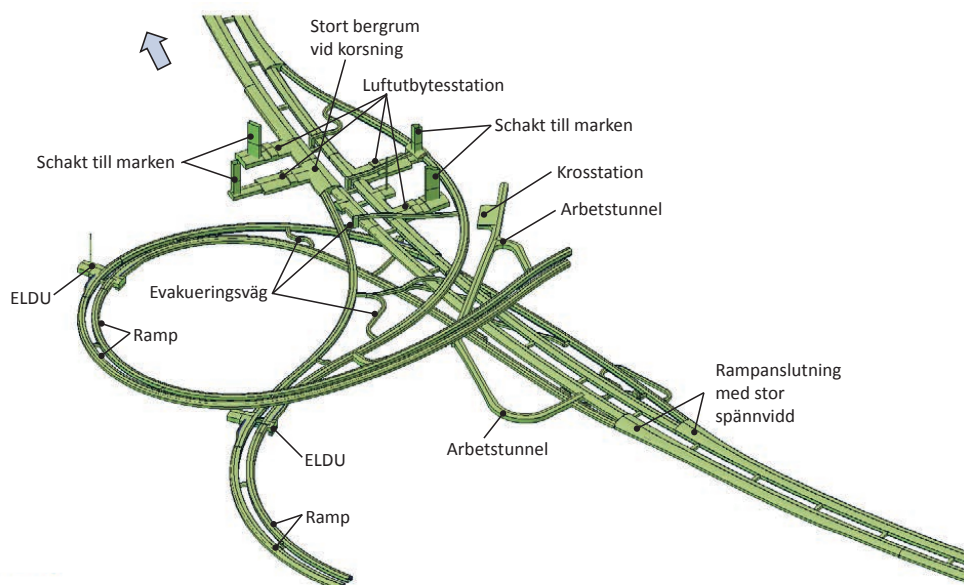 Stort bergrum
vid korsning
Luftutbytesstation
Schakt till marken
Schakt till marken
Krosstation
Arbetstunnel
Evakueringsväg
ELDU
Ramp
Rampanslutning
med stor
spännvidd
Arbetstunnel
ELDU
Ramp